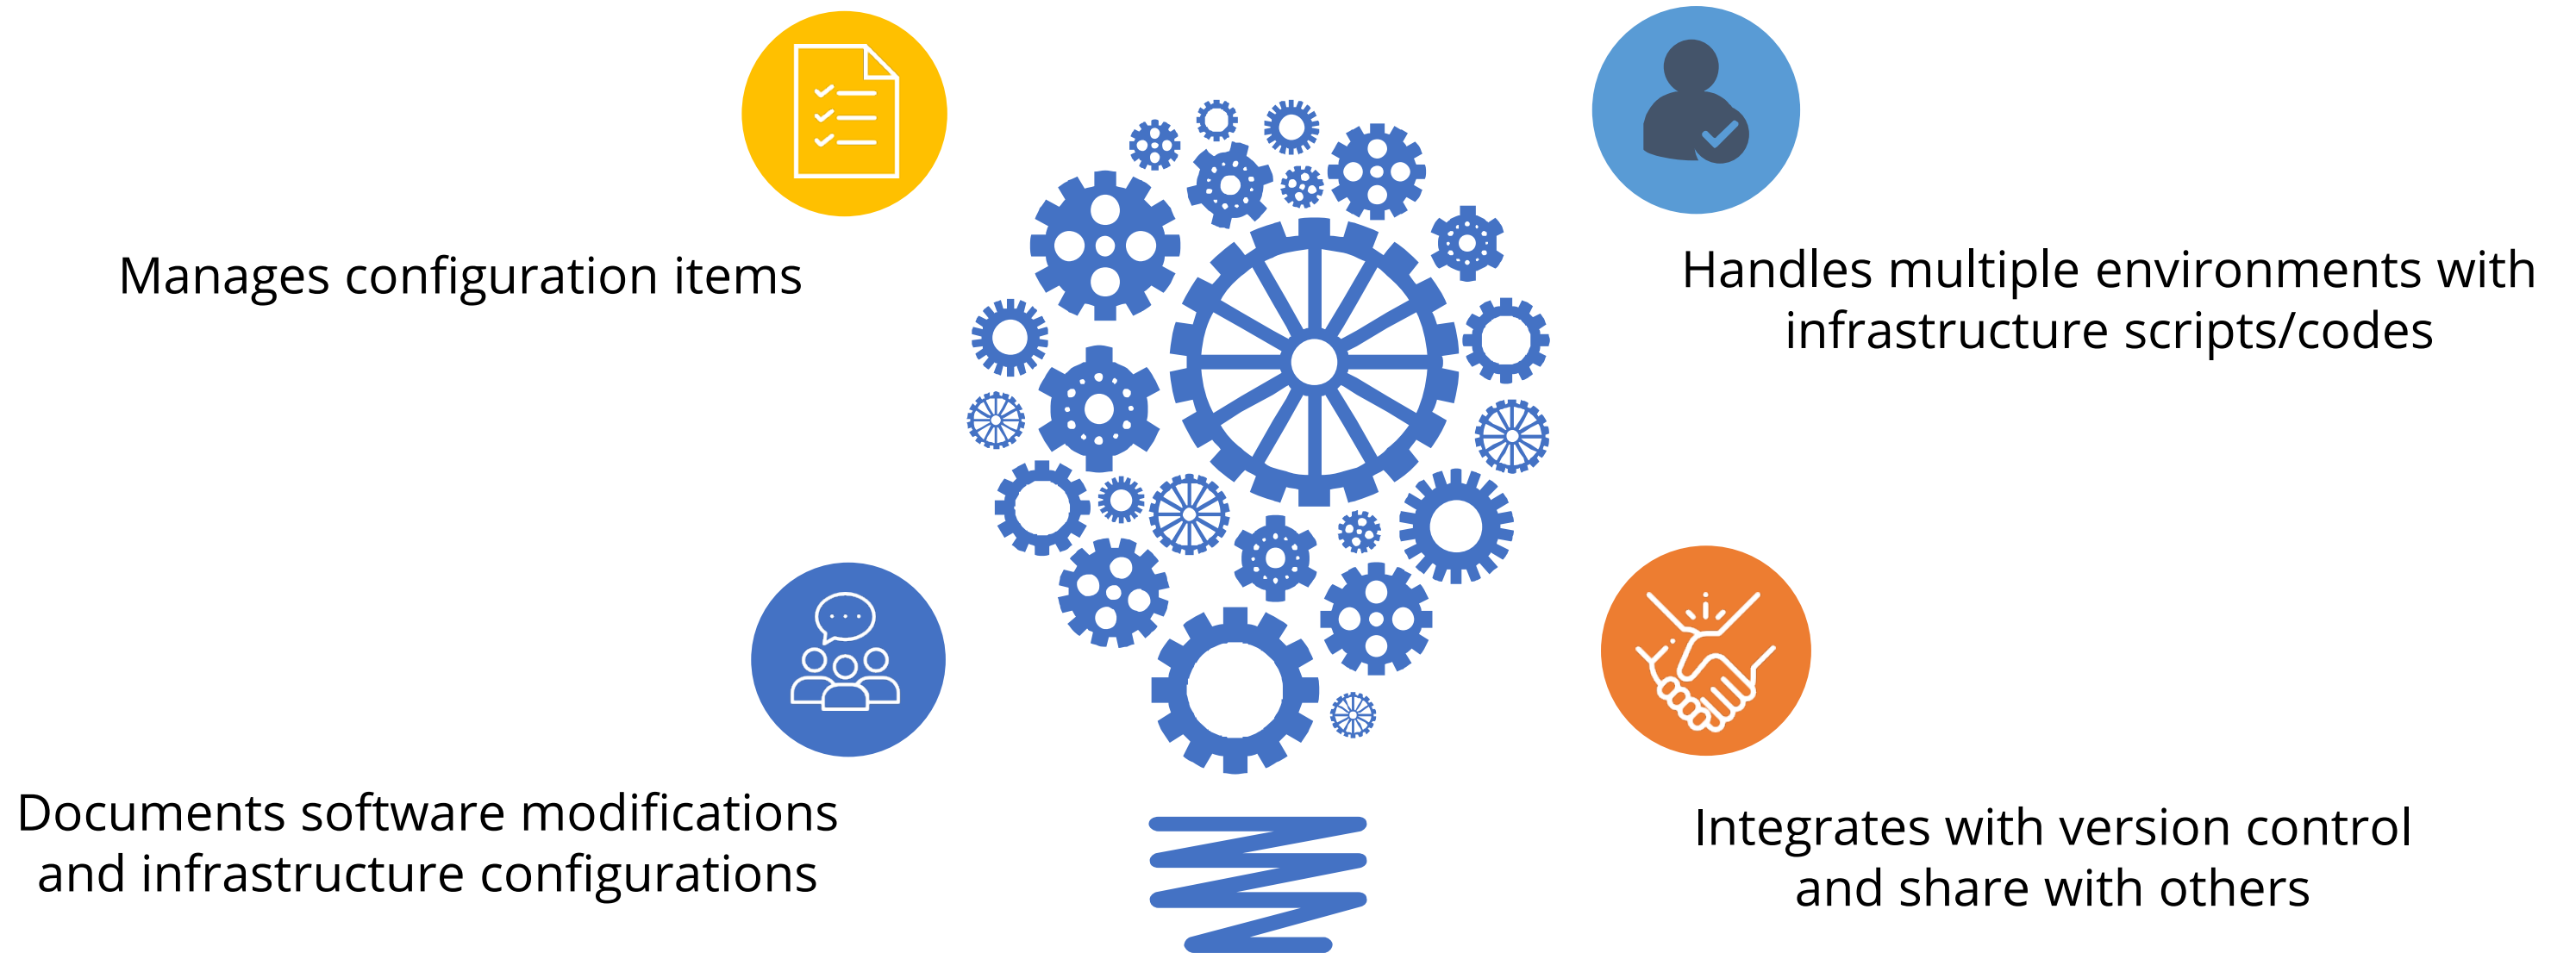 Manages configuration items
Handles multiple environments with
infrastructure scripts/codes
Documents software modifications
and infrastructure configurations
Integrates with version control
and share with others